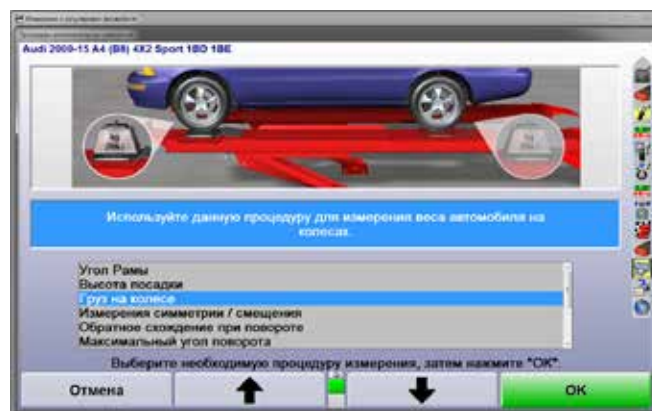 Audi 2009-15 A4 (B8) 4X2 Sport 1BD 1BE
Используйте данную процедуру для измерения веса автомобиля на
колесах.
Угол Рамы
Высота посадки
Груз на колесе
Измерения симметрии / смещения
Обратное схождение при повороте
Максимальный угол поворота
Выберите необходимую процедуру измерения, затем нажмите "OK".
Отмена
OK